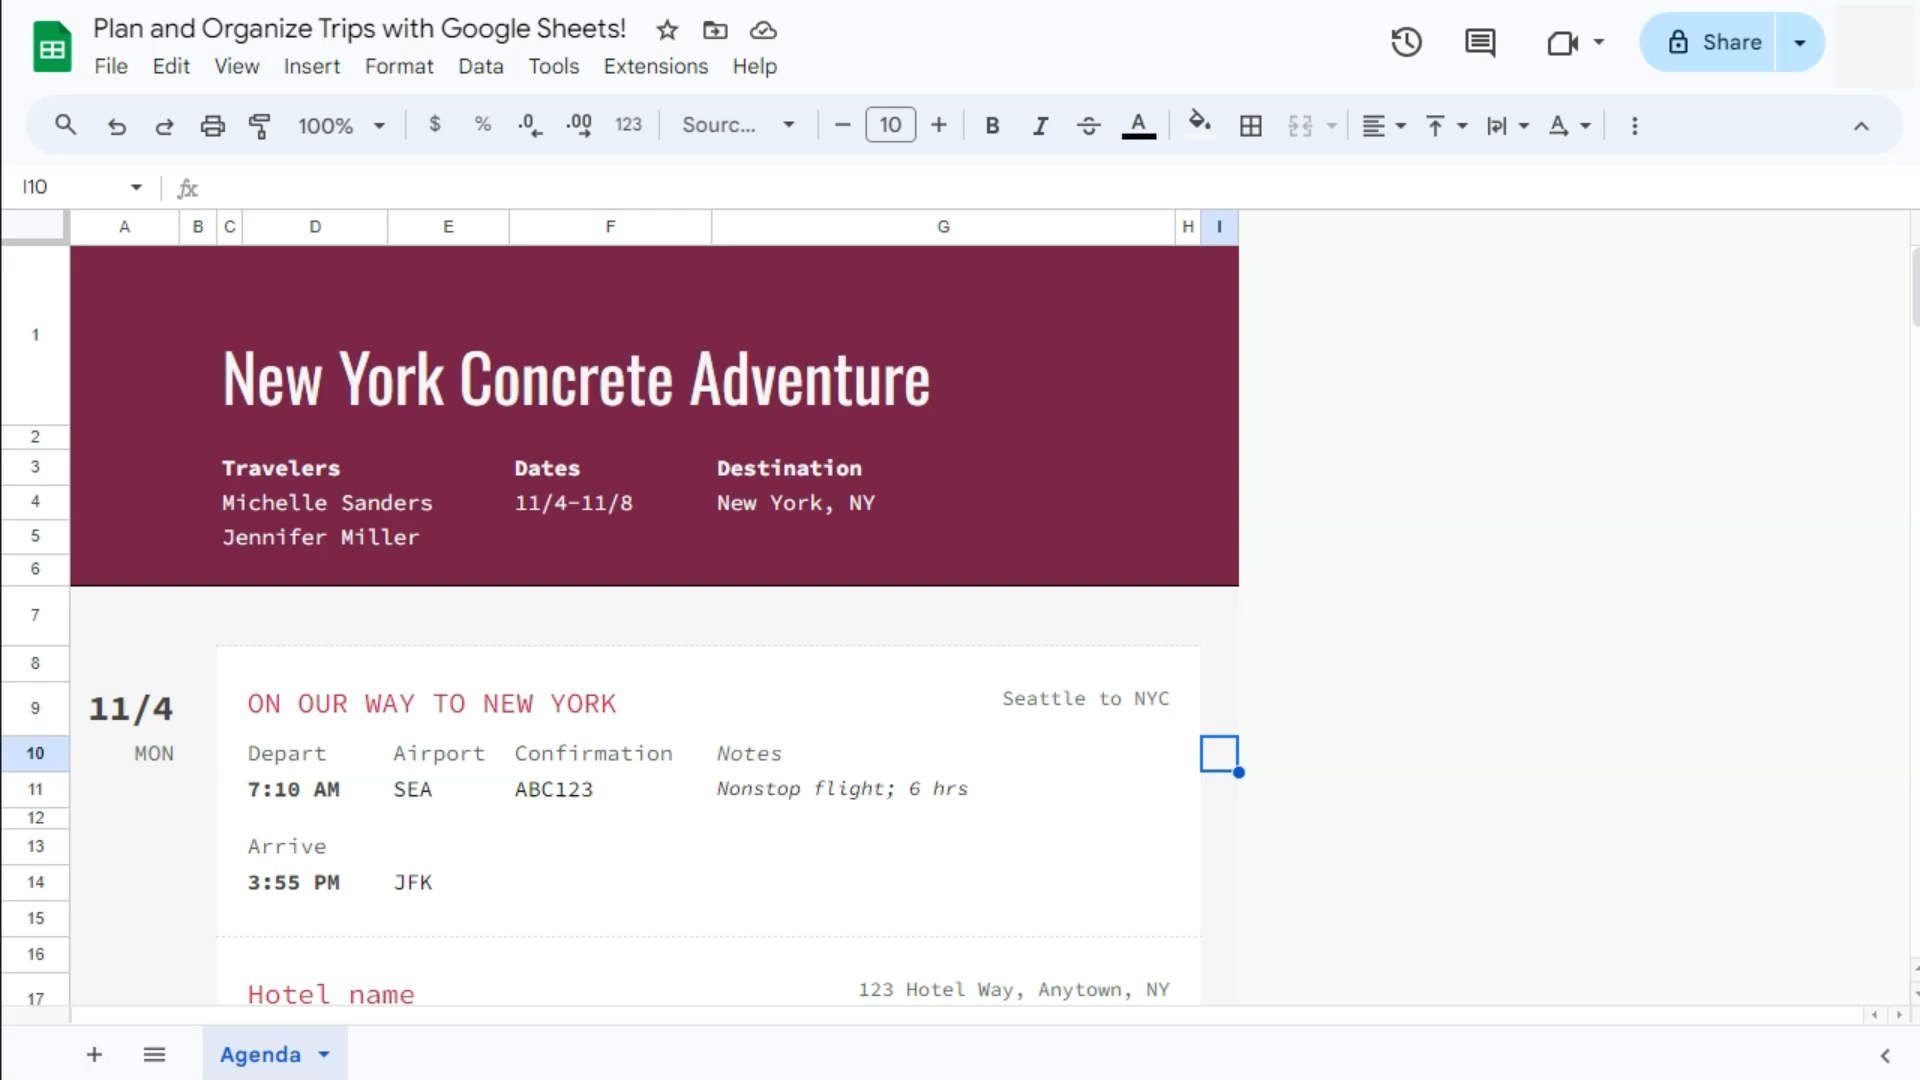 Plan and Organize Trips with Google Sheets!
File Edit View Insert Format Data Tools Extensions Help
Share
100% $ % .0 .00 123 Sourc... 10 B I A A
I10 fx
A B C D E F G H I
1
New York Concrete Adventure
2
3 Travelers Dates Destination
4 Michelle Sanders 11/4-11/8 New York, NY
5 Jennifer Miller
6
7
8
9 11/4 ON OUR WAY TO NEW YORK Seattle to NYC
10 MON Depart Airport Confirmation Notes
11 7:10 AM SEA ABC123 Nonstop flight; 6 hrs
12
13 Arrive
14 3:55 PM JFK
15
16
17 Hotel name 123 Hotel Way, Anytown, NY
Agenda